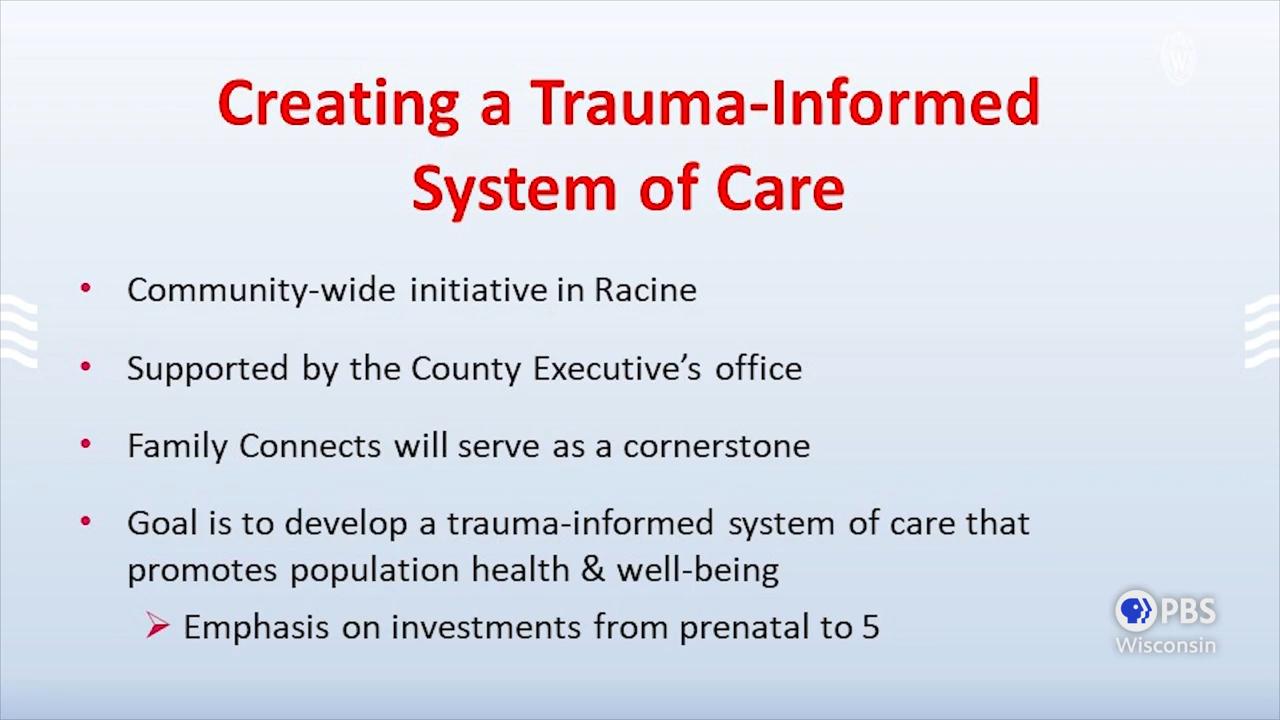 Creating a Trauma-Informed
System of Care
• Community-wide initiative in Racine
• Supported by the County Executive’s office
• Family Connects will serve as a cornerstone
• Goal is to develop a trauma-informed system of care that
promotes population health & well-being
➢ Emphasis on investments from prenatal to 5
W
PBS
Wisconsin